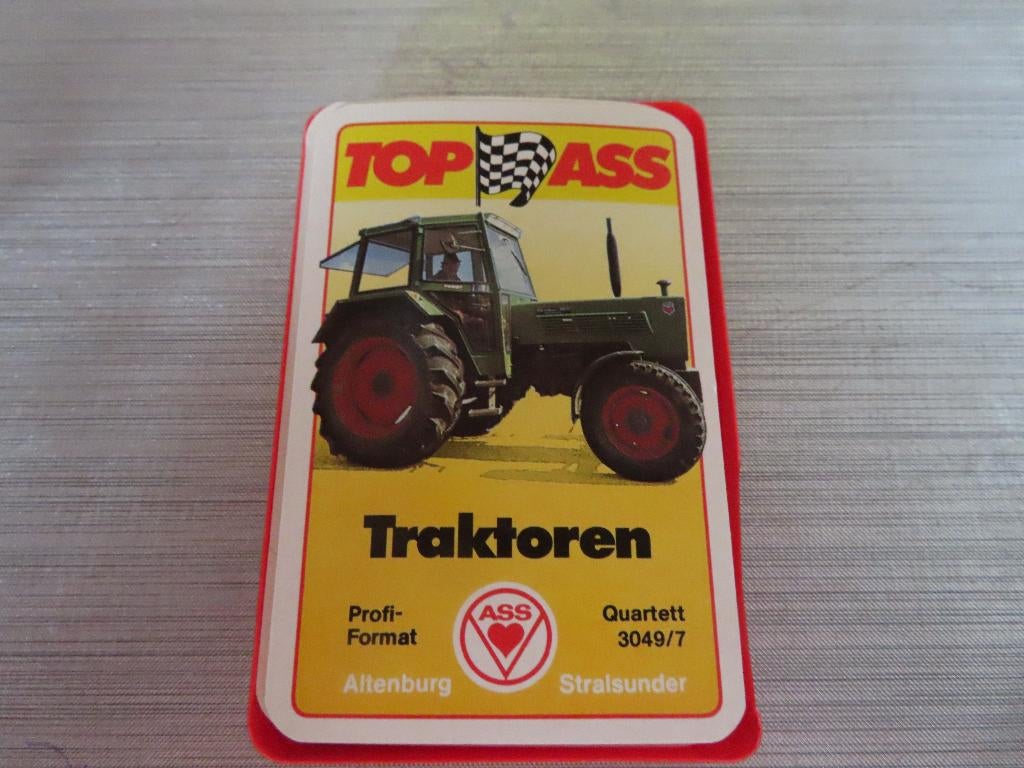 TOP ASS
Traktoren
Profi-
Format
ASS
Quartett
3049/7
Altenburg Stralsunder